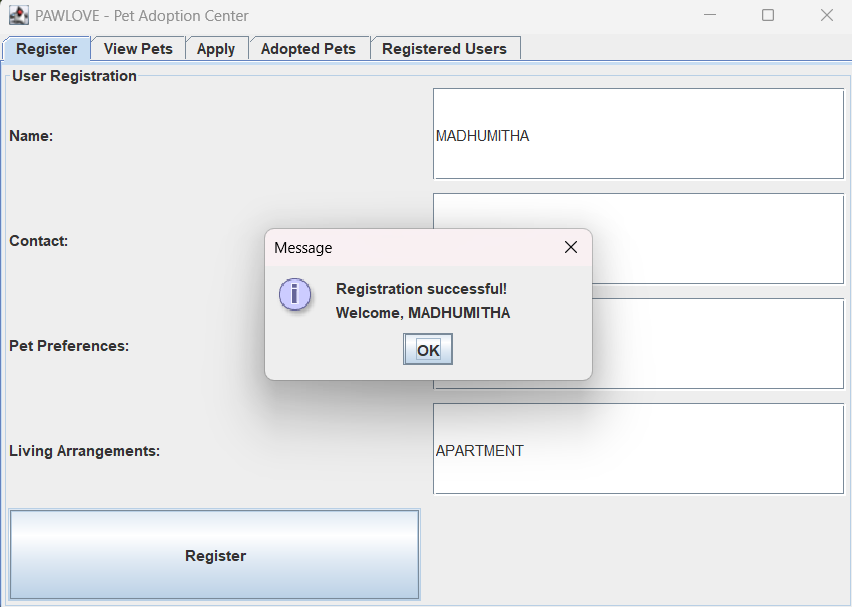 PAWLOVE - Pet Adoption Center
Register View Pets Apply Adopted Pets Registered Users
User Registration
Name: MADHUMITHA
Contact:
Message
Registration successful!
Welcome, MADHUMITHA
OK
Pet Preferences:
Living Arrangements: APARTMENT
Register